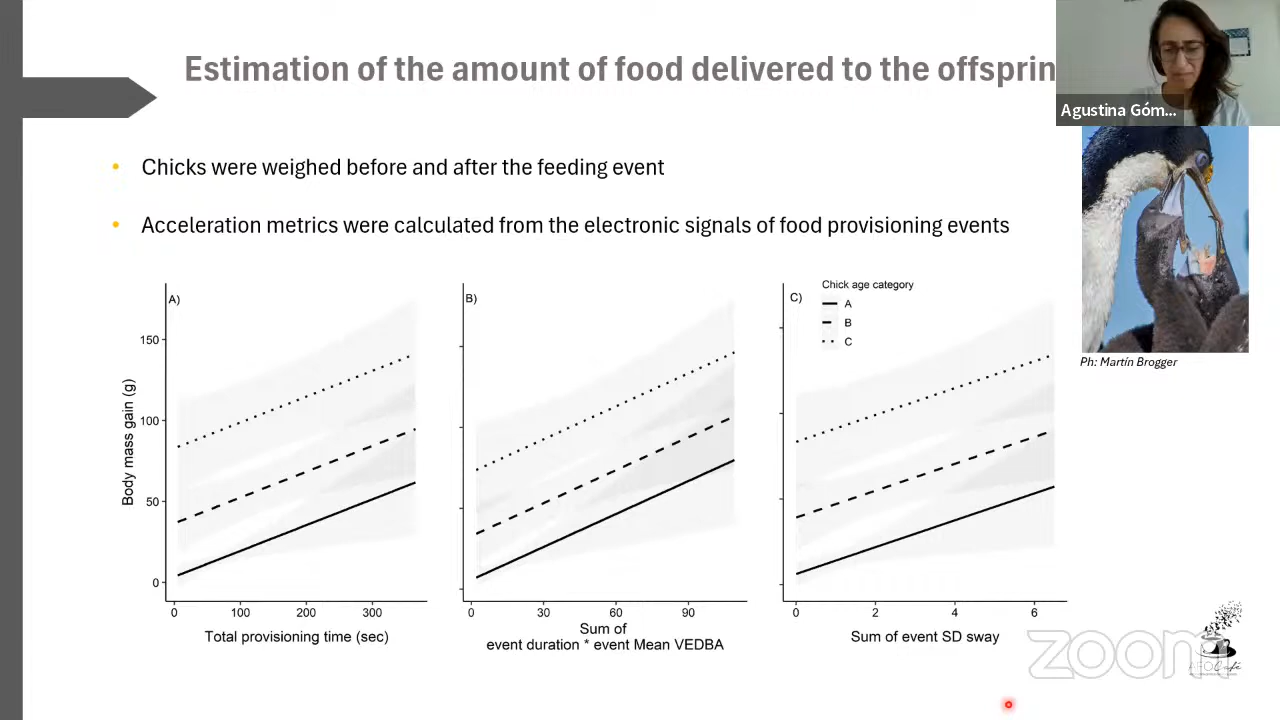 Estimation of the amount of food delivered to the offsprin
Agustina Góm...
• Chicks were weighed before and after the feeding event
• Acceleration metrics were calculated from the electronic signals of food provisioning events
Ph: Martín Brogger
A)
B)
C)
Chick age category
A
B
C
Body mass gain (g)
150
100
50
0
0 100 200 300
Total provisioning time (sec)
0 30 60 90
Sum of
event duration * event Mean VEDBA
0 2 4 6
Sum of event SD sway
zoom
AFO Café